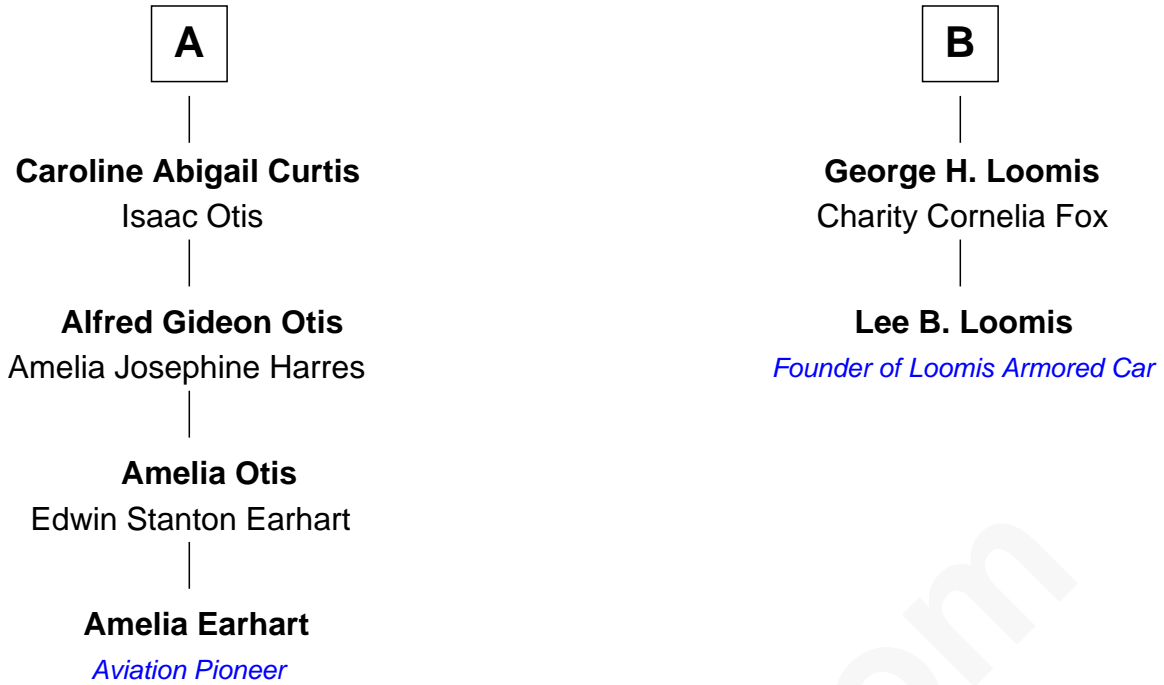 A
Caroline Abigail Curtis
Isaac Otis
Alfred Gideon Otis
Amelia Josephine Harres
Amelia Otis
Edwin Stanton Earhart
Amelia Earhart
Aviation Pioneer
B
George H. Loomis
Charity Cornelia Fox
Lee B. Loomis
Founder of Loomis Armored Car
om